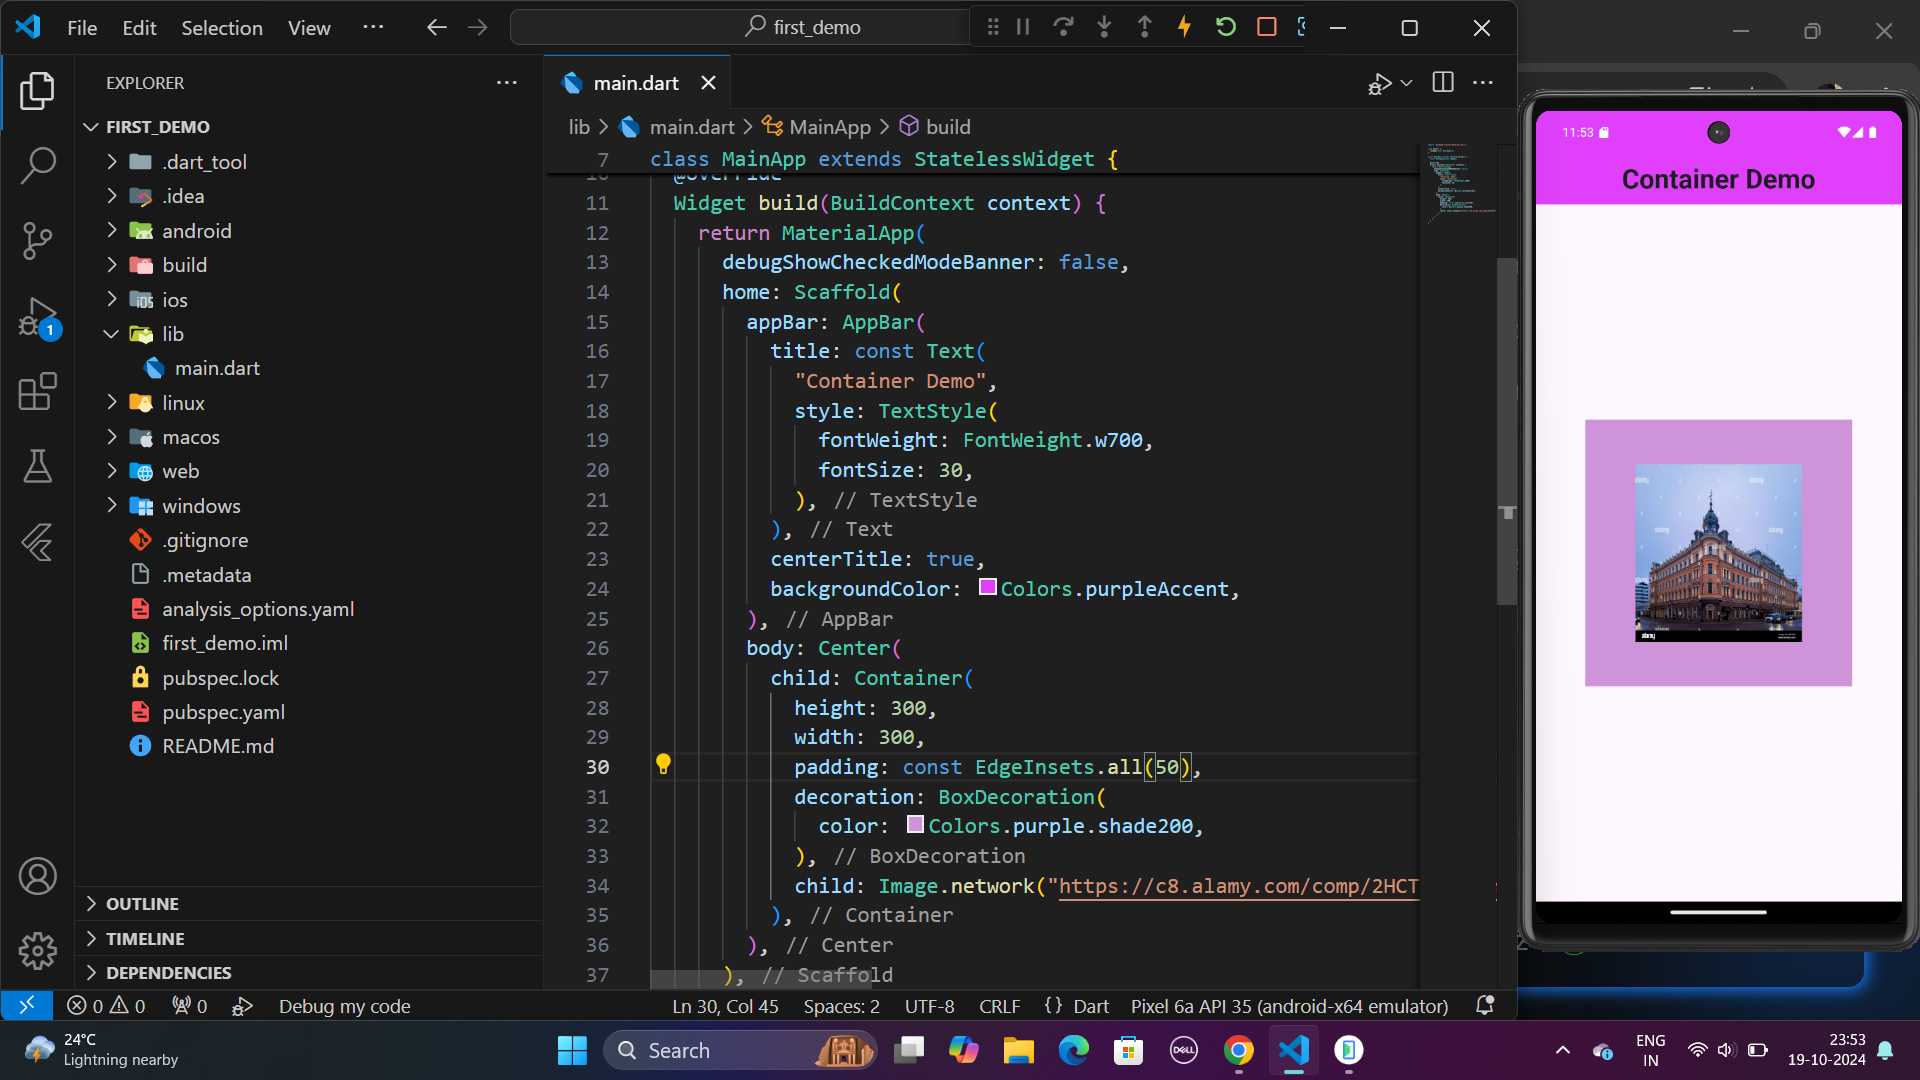 File Edit Selection View ··· first_demo
EXPLORER
FIRST_DEMO
.dart_tool
.idea
android
build
ios
lib
main.dart
linux
macos
web
windows
.gitignore
.metadata
analysis_options.yaml
first_demo.iml
pubspec.lock
pubspec.yaml
README.md
OUTLINE
TIMELINE
DEPENDENCIES
1
main.dart
lib > main.dart > MainApp > build
7 class MainApp extends StatelessWidget {
10 @override
11 Widget build(BuildContext context) {
12 return MaterialApp(
13 debugShowCheckedModeBanner: false,
14 home: Scaffold(
15 appBar: AppBar(
16 title: const Text(
17 "Container Demo",
18 style: TextStyle(
19 fontWeight: FontWeight.w700,
20 fontSize: 30,
21 ), // TextStyle
22 ), // Text
23 centerTitle: true,
24 backgroundColor: Colors.purpleAccent,
25 ), // AppBar
26 body: Center(
27 child: Container(
28 height: 300,
29 width: 300,
30 padding: const EdgeInsets.all(50),
31 decoration: BoxDecoration(
32 color: Colors.purple.shade200,
33 ), // BoxDecoration
34 child: Image.network("https://c8.alamy.com/comp/2HCT
35 ), // Container
36 ), // Center
37 ), // Scaffold
0 0 0 Debug my code Ln 30, Col 45 Spaces: 2 UTF-8 CRLF {} Dart Pixel 6a API 35 (android-x64 emulator)
11:53
Container Demo
alamy
24°C
Lightning nearby
Search
DELL
ENG
IN
23:53
19-10-2024